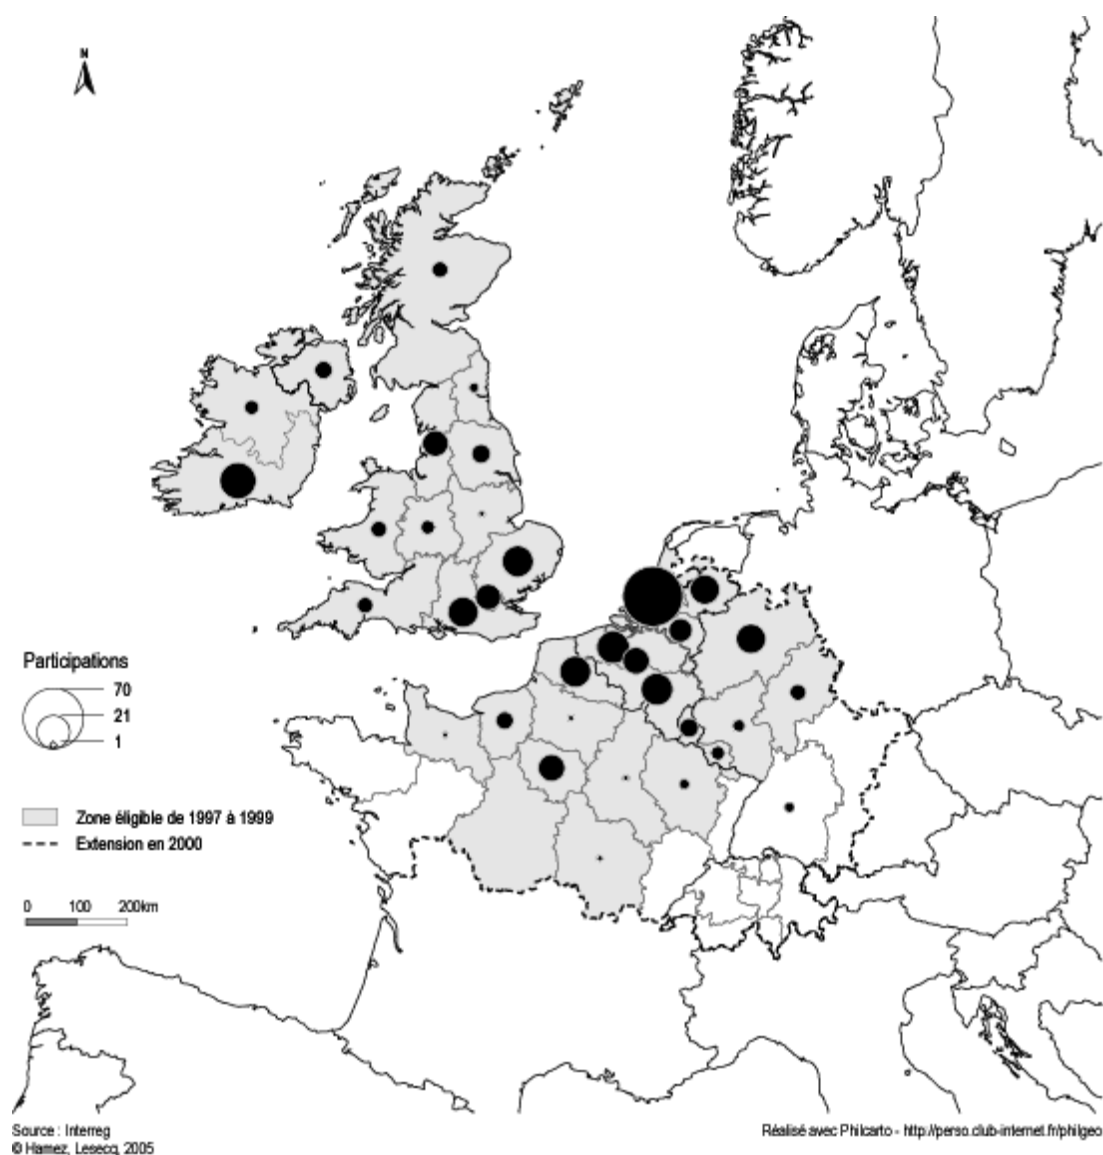 N
Participations
70
21
1
Zone éligible de 1997 à 1999
Extension en 2000
0 100 200km
Source : Interreg
© Hamez, Lesecq, 2005
Réalisé avec Philcarto - http://perso.club-internet.fr/philgeo